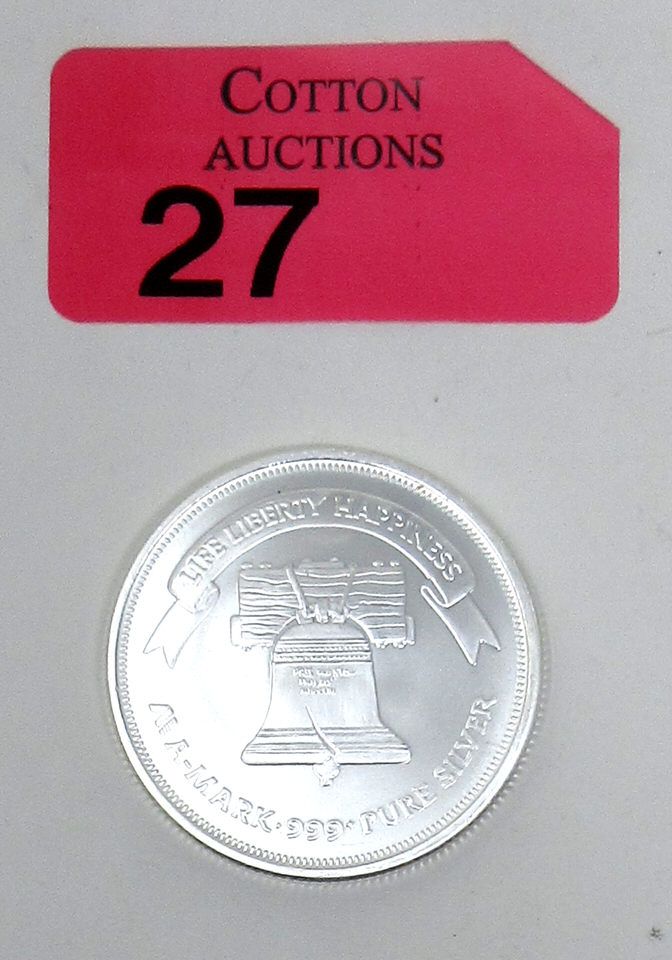 COTTON
AUCTIONS
27
LIFE LIBERTY HAPPINESS
A-MARK · 999 · PURE SILVER